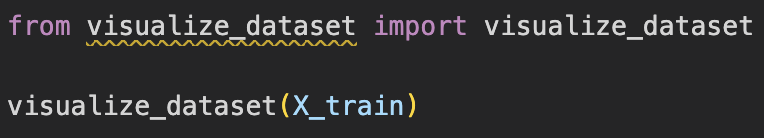 from visualize_dataset import visualize_dataset
visualize_dataset(X_train)